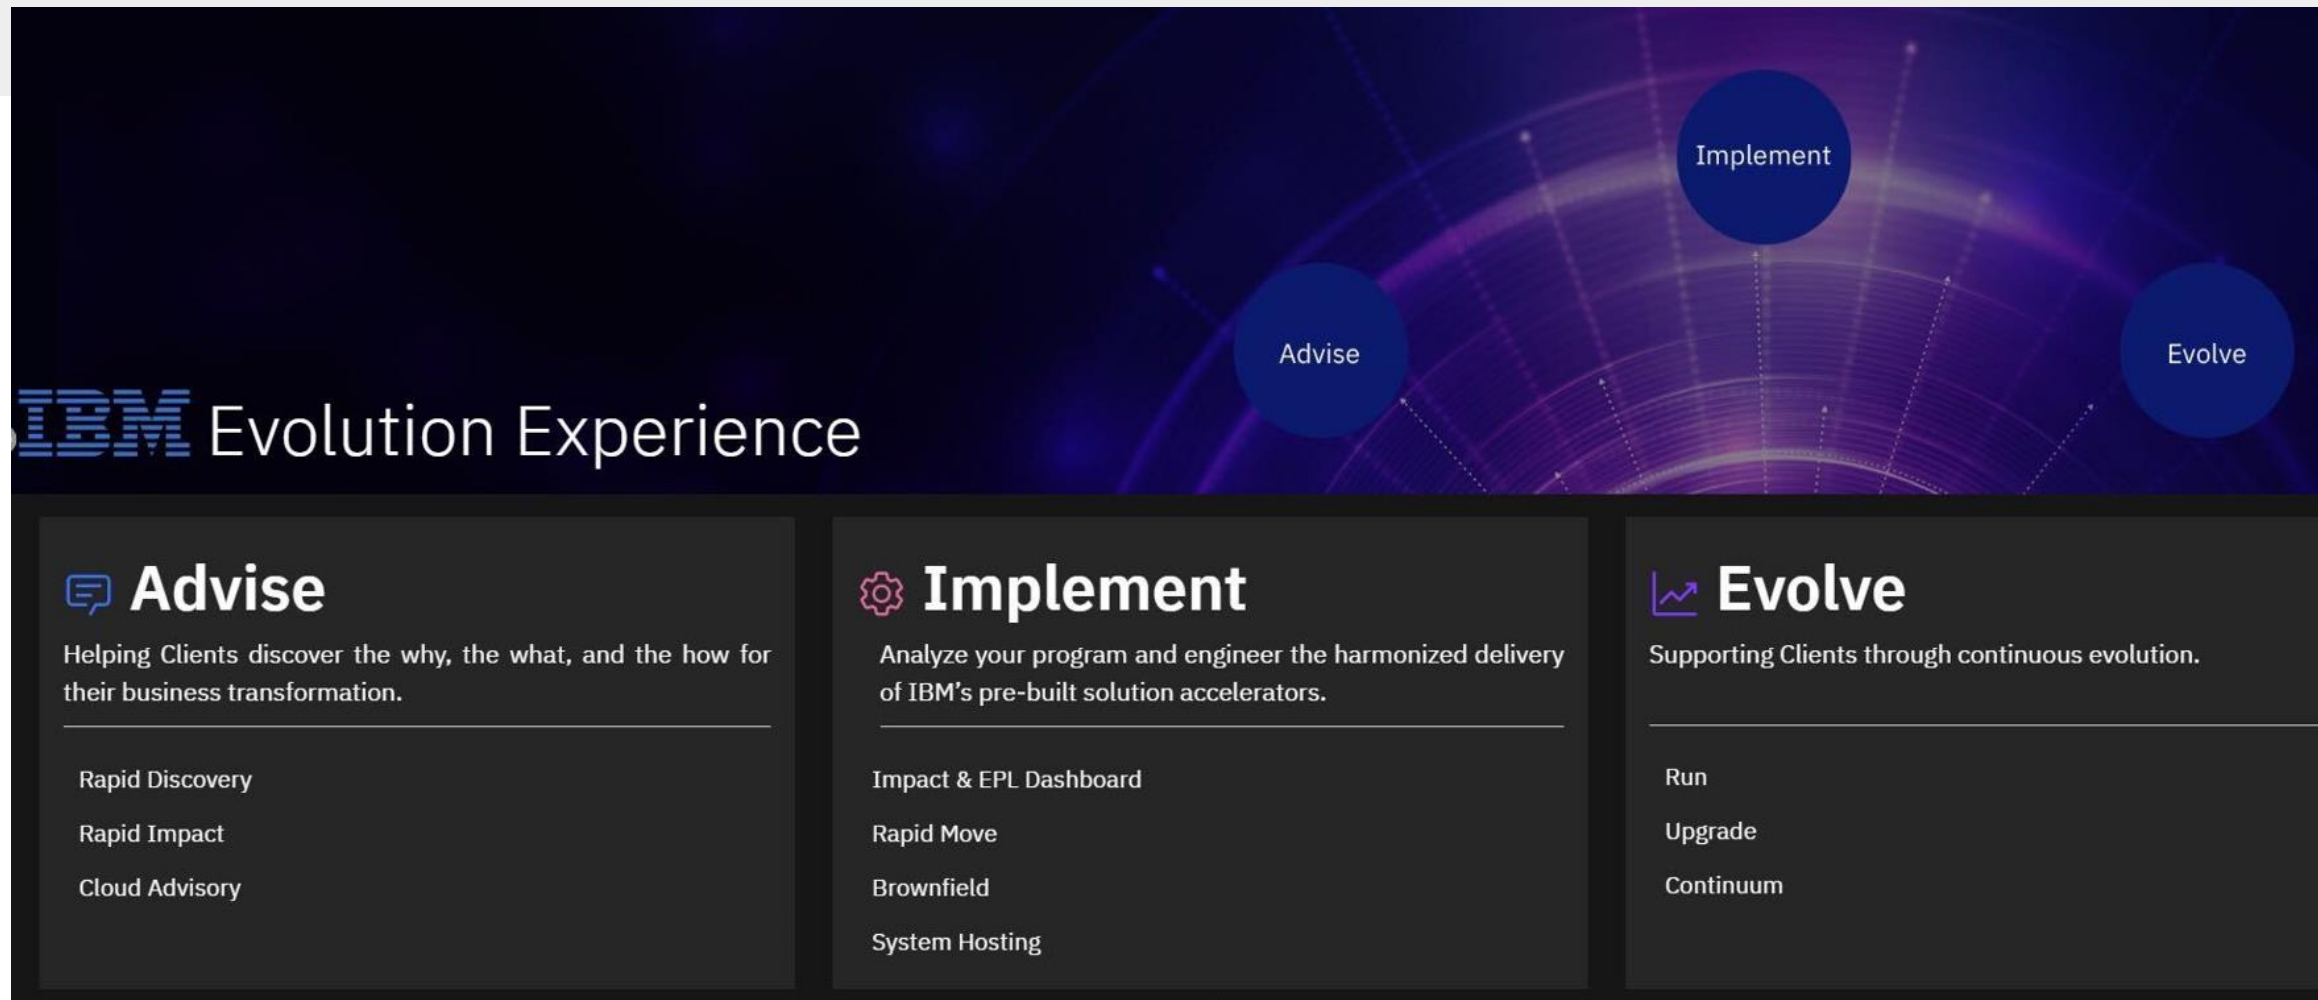 Implement
Advise
Evolve
IBM Evolution Experience
Advise
Helping Clients discover the why, the what, and the how for
their business transformation.
Rapid Discovery
Rapid Impact
Cloud Advisory
Implement
Analyze your program and engineer the harmonized delivery
of IBM’s pre-built solution accelerators.
Impact & EPL Dashboard
Rapid Move
Brownfield
System Hosting
Evolve
Supporting Clients through continuous evolution.
Run
Upgrade
Continuum